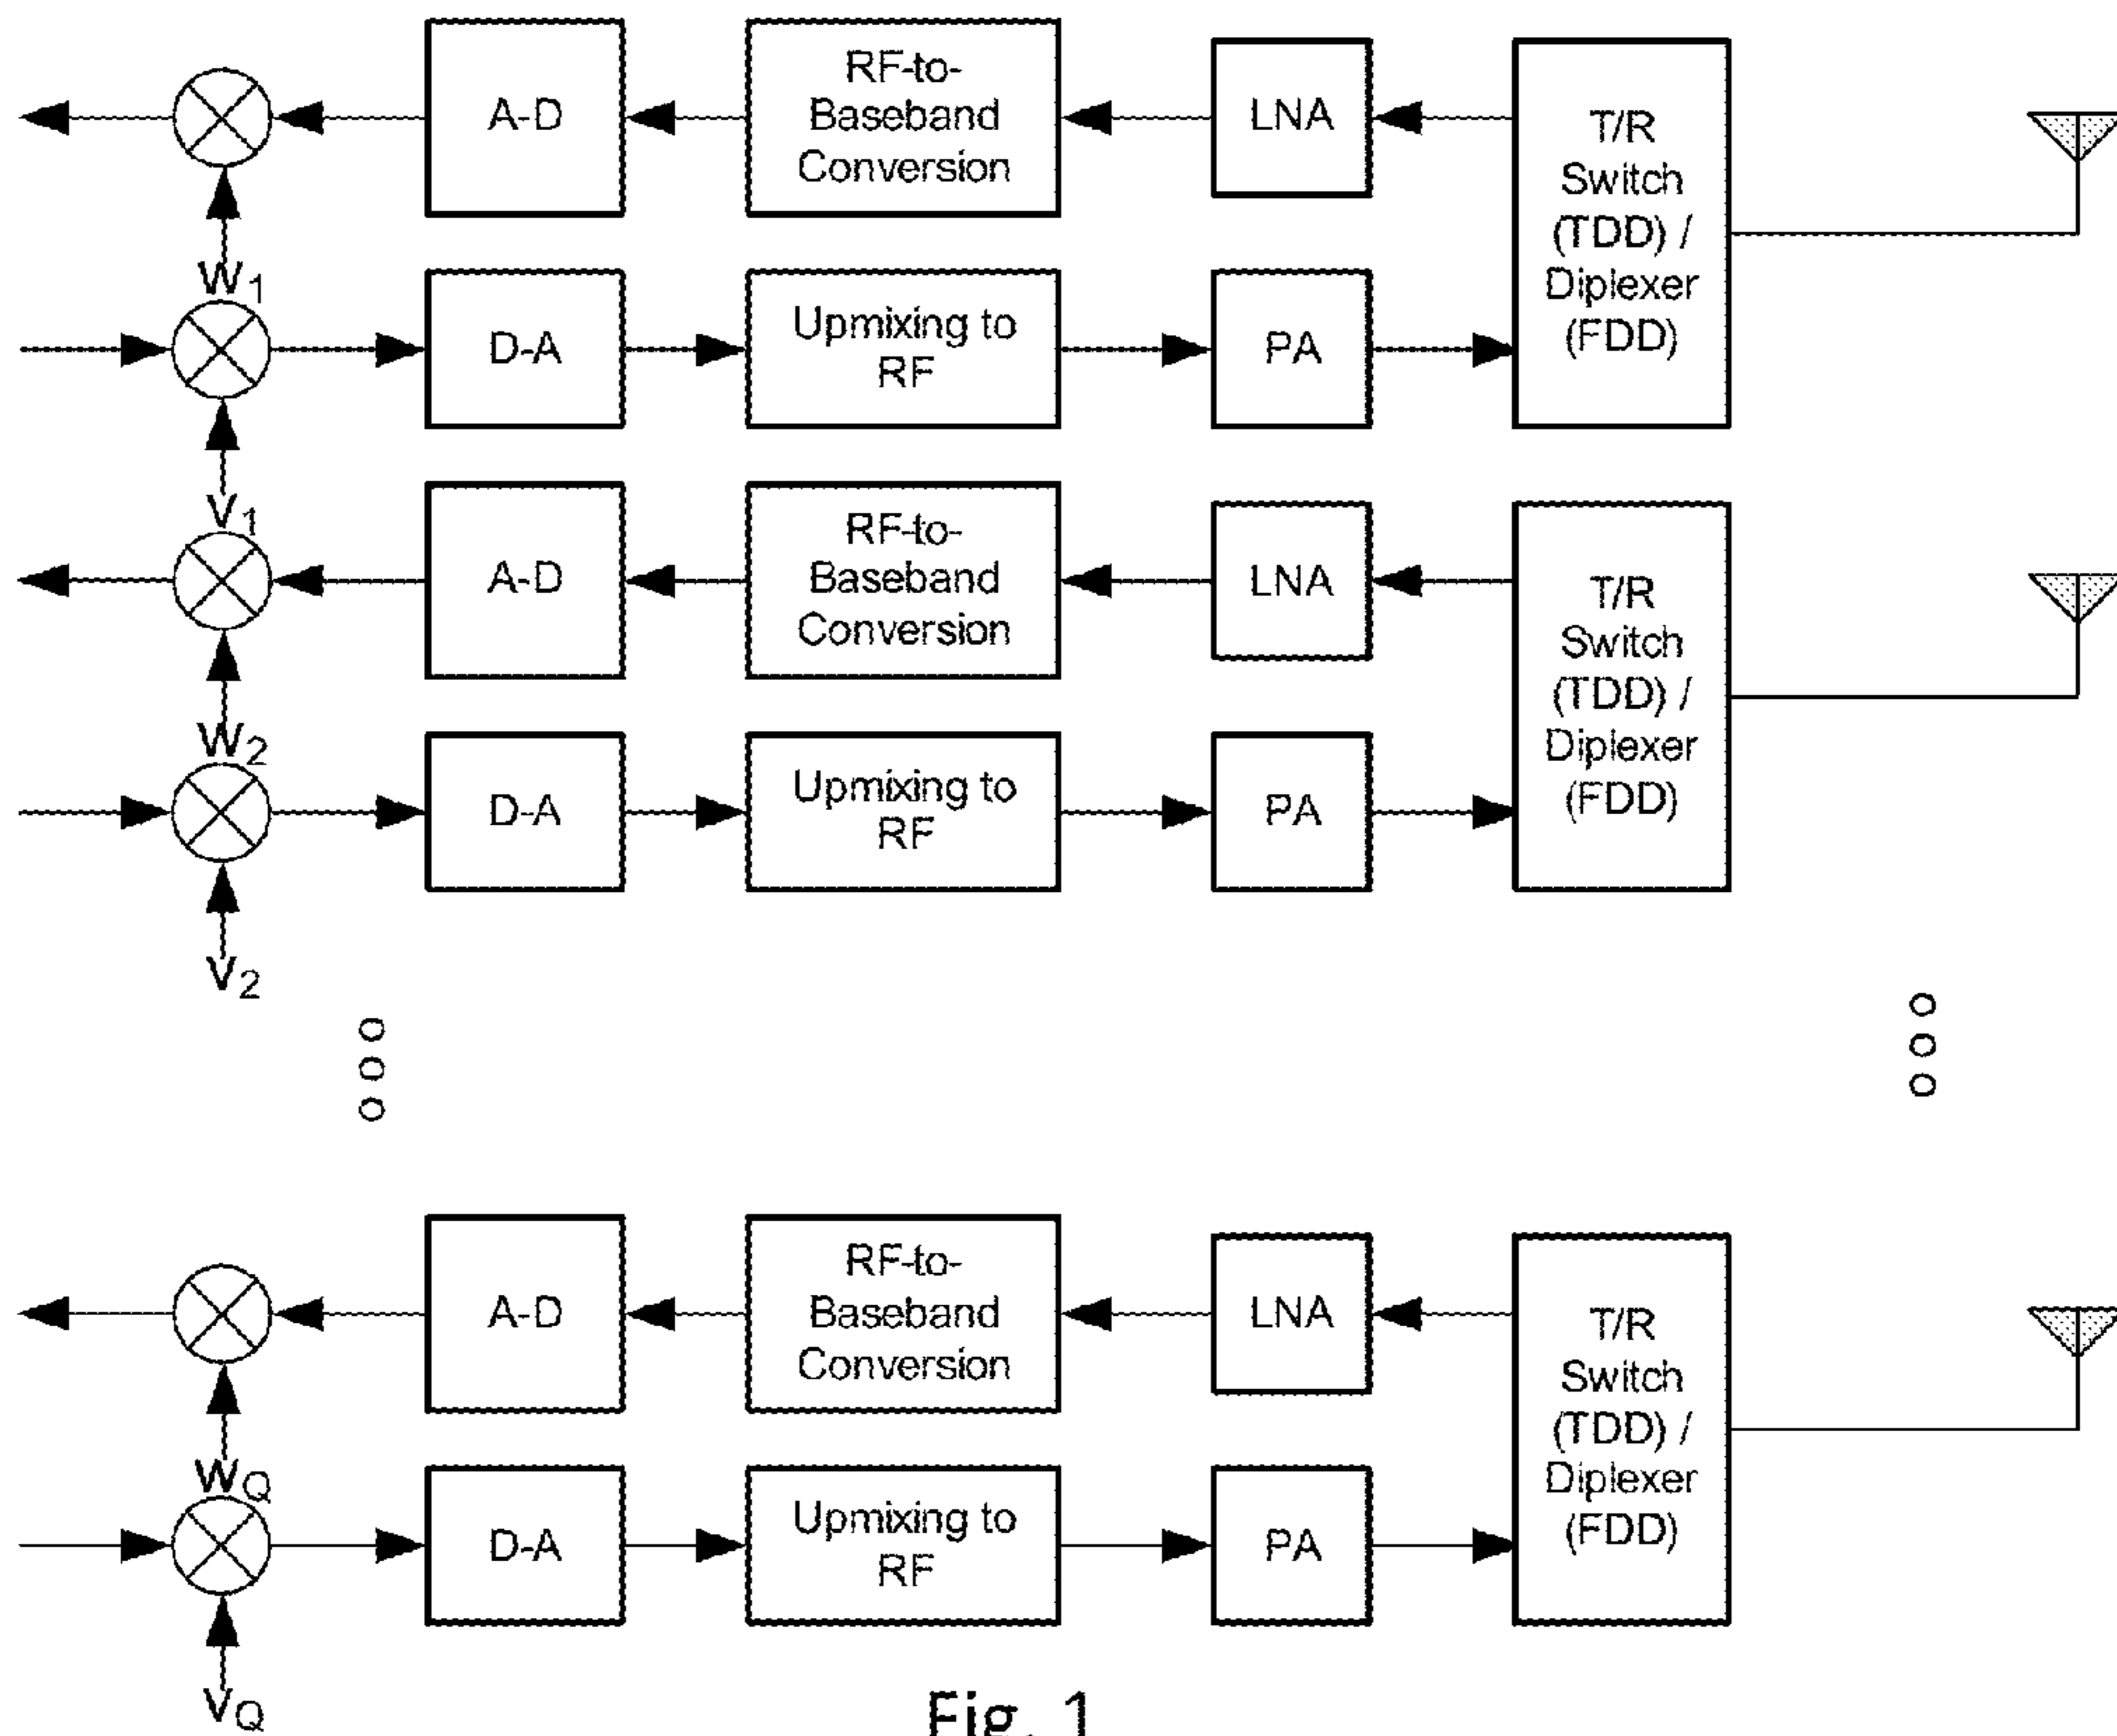 A-D
RF-to-
Baseband
Conversion
LNA
T/R
Switch
(TDD) /
Diplexer
(FDD)
W1
D-A
Upmixing to
RF
PA
V1
A-D
RF-to-
Baseband
Conversion
LNA
T/R
Switch
(TDD) /
Diplexer
(FDD)
W2
D-A
Upmixing to
RF
PA
V2
A-D
RF-to-
Baseband
Conversion
LNA
T/R
Switch
(TDD) /
Diplexer
(FDD)
WQ
D-A
Upmixing to
RF
PA
VQ
Fig. 1